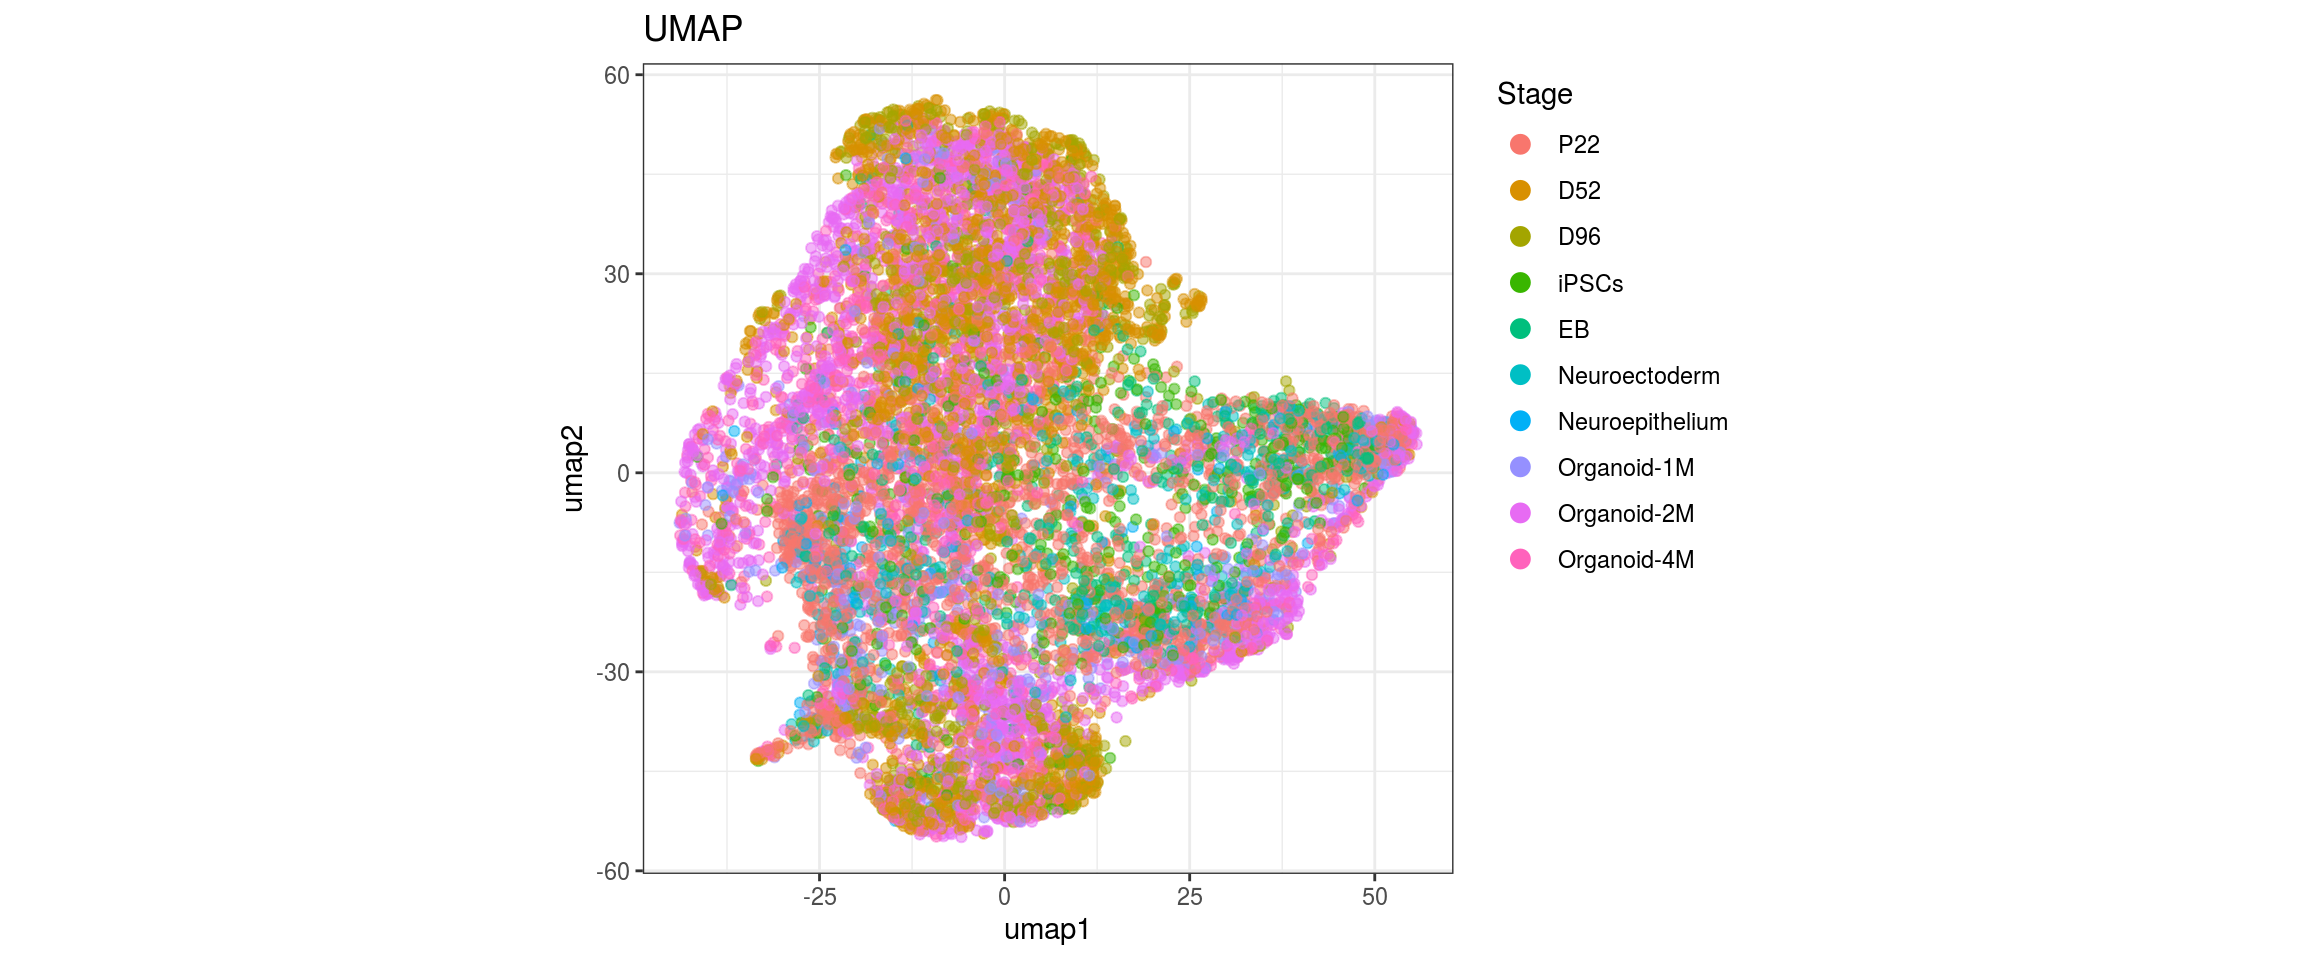 UMAP
60
30
0
-30
-60
umap2
-25 0 25 50
umap1
Stage
P22
D52
D96
iPSCs
EB
Neuroectoderm
Neuroepithelium
Organoid-1M
Organoid-2M
Organoid-4M